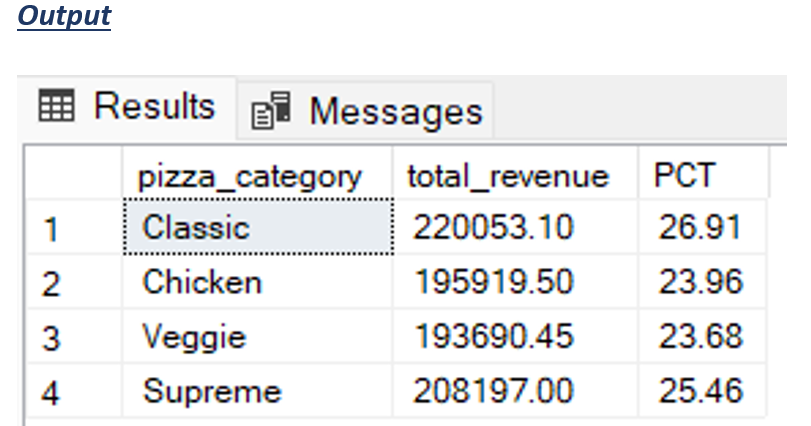 Output
Results Messages
pizza_category total_revenue PCT
1 Classic 220053.10 26.91
2 Chicken 195919.50 23.96
3 Veggie 193690.45 23.68
4 Supreme 208197.00 25.46